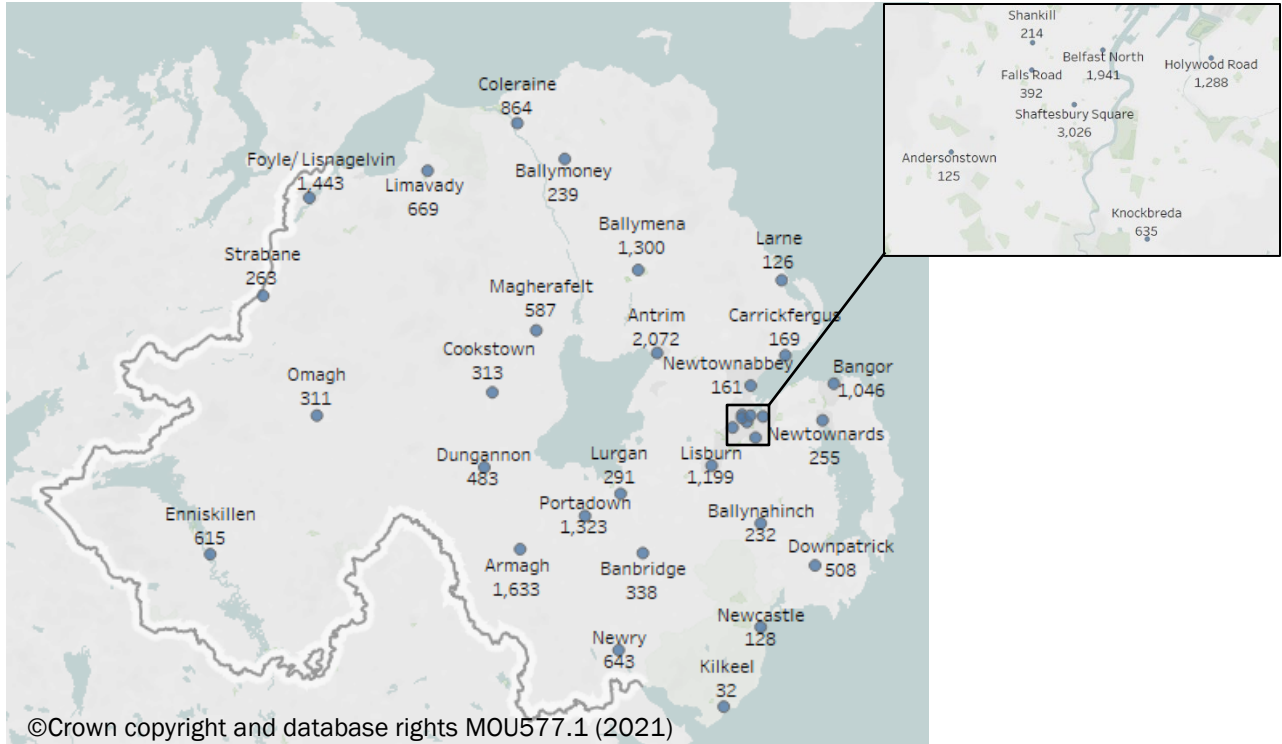 Shankill
214
Belfast North
1,941
Holywood Road
1,288
Falls Road
392
Shaftesbury Square
3,026
Andersonstown
125
Knockbreda
635
Coleraine
864
Foyle/ Lisnagelvin
1,443
Limavady
669
Ballymoney
239
Ballymena
1,300
Larne
126
Strabane
263
Magherafelt
587
Antrim
2,072
Carrickfergus
169
Cookstown
313
Newtownabbey
161
Bangor
1,046
Omagh
311
Newtownards
255
Dungannon
483
Lurgan
291
Lisburn
1,199
Portadown
1,323
Ballynahinch
232
Enniskillen
615
Armagh
1,633
Banbridge
338
Downpatrick
508
Newcastle
128
Newry
643
Kilkeel
32
©Crown copyright and database rights MOU577.1 (2021)